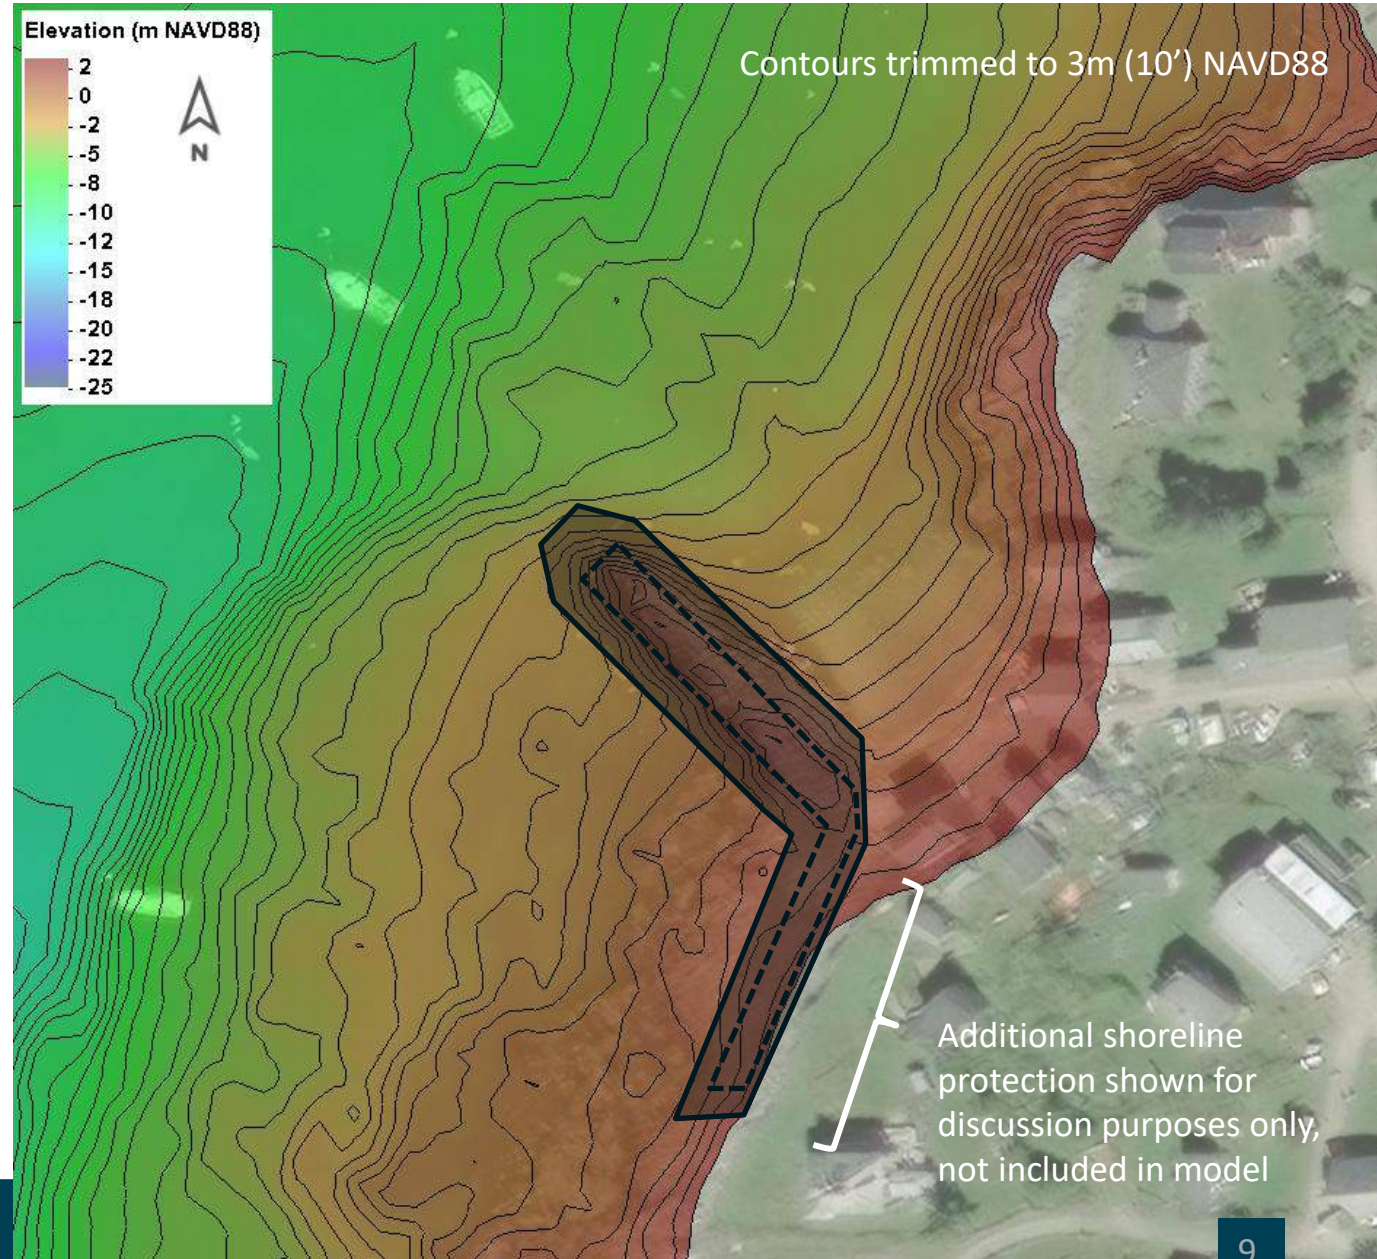 Elevation (m NAVD88)
2
0
-2
-5
-8
-10
-12
-15
-18
-20
-22
-25
N
Contours trimmed to 3m (10’) NAVD88
Additional shoreline
protection shown for
discussion purposes only,
not included in model
9